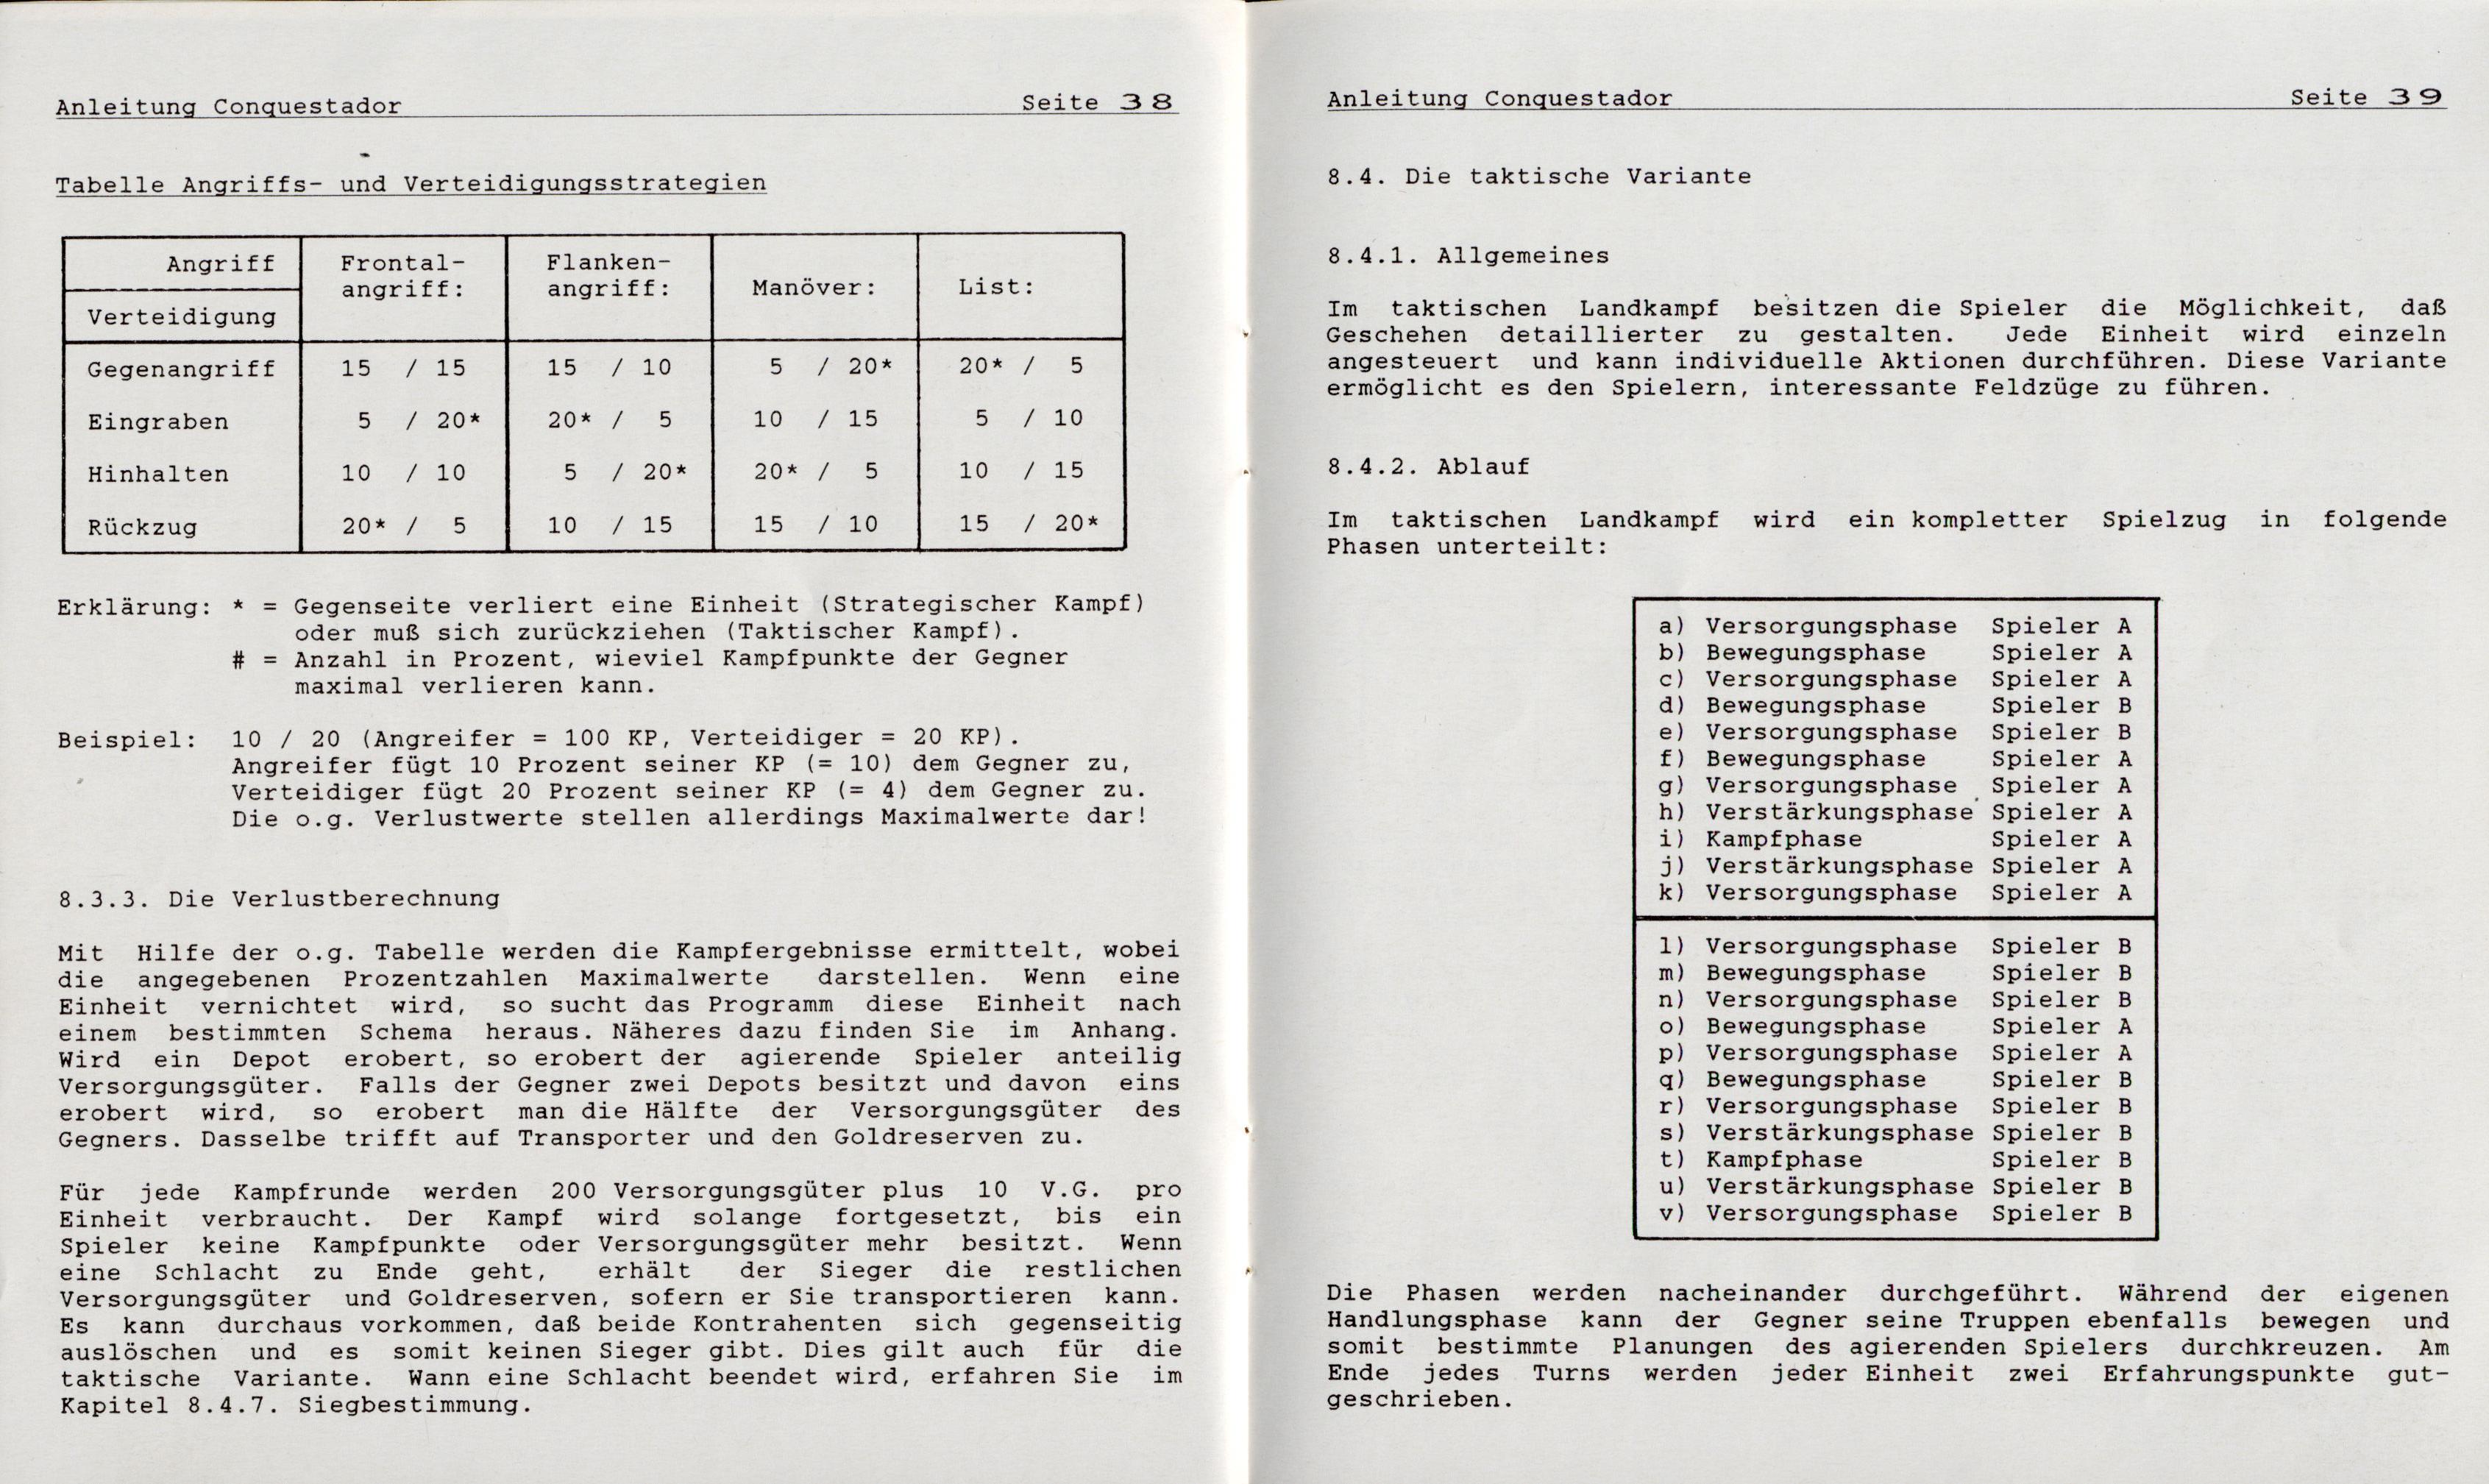 Anleitung Conquestador Seite 38
Tabelle Angriffs- und Verteidigungsstrategien
Angriff Frontal- Flanken-
angriff: angriff: Manöver: List:
Verteidigung
Gegenangriff 15 / 15 15 / 10 5 / 20* 20* / 5
Eingraben 5 / 20* 20* / 5 10 / 15 5 / 10
Hinhalten 10 / 10 5 / 20* 20* / 5 10 / 15
Rückzug 20* / 5 10 / 15 15 / 10 15 / 20*
Erklärung: * = Gegenseite verliert eine Einheit (Strategischer Kampf)
oder muß sich zurückziehen (Taktischer Kampf).
# = Anzahl in Prozent, wieviel Kampfpunkte der Gegner
maximal verlieren kann.
Beispiel: 10 / 20 (Angreifer = 100 KP, Verteidiger = 20 KP).
Angreifer fügt 10 Prozent seiner KP (= 10) dem Gegner zu,
Verteidiger fügt 20 Prozent seiner KP (= 4) dem Gegner zu.
Die o.g. Verlustwerte stellen allerdings Maximalwerte dar!
8.3.3. Die Verlustberechnung
Mit Hilfe der o.g. Tabelle werden die Kampfergebnisse ermittelt, wobei
die angegebenen Prozentzahlen Maximalwerte darstellen. Wenn eine
Einheit vernichtet wird, so sucht das Programm diese Einheit nach
einem bestimmten Schema heraus. Näheres dazu finden Sie im Anhang.
Wird ein Depot erobert, so erobert der agierende Spieler anteilig
Versorgungsgüter. Falls der Gegner zwei Depots besitzt und davon eins
erobert wird, so erobert man die Hälfte der Versorgungsgüter des
Gegners. Dasselbe trifft auf Transporter und den Goldreserven zu.
Für jede Kampfrunde werden 200 Versorgungsgüter plus 10 V.G. pro
Einheit verbraucht. Der Kampf wird solange fortgesetzt, bis ein
Spieler keine Kampfpunkte oder Versorgungsgüter mehr besitzt. Wenn
eine Schlacht zu Ende geht, erhält der Sieger die restlichen
Versorgungsgüter und Goldreserven, sofern er Sie transportieren kann.
Es kann durchaus vorkommen, daß beide Kontrahenten sich gegenseitig
auslöschen und es somit keinen Sieger gibt. Dies gilt auch für die
taktische Variante. Wann eine Schlacht beendet wird, erfahren Sie im
Kapitel 8.4.7. Siegbestimmung.
Anleitung Conquestador Seite 39
8.4. Die taktische Variante
8.4.1. Allgemeines
Im taktischen Landkampf besitzen die Spieler die Möglichkeit, daß
Geschehen detaillierter zu gestalten. Jede Einheit wird einzeln
angesteuert und kann individuelle Aktionen durchführen. Diese Variante
ermöglicht es den Spielern, interessante Feldzüge zu führen.
8.4.2. Ablauf
Im taktischen Landkampf wird ein kompletter Spielzug in folgende
Phasen unterteilt:
a) Versorgungsphase Spieler A
b) Bewegungsphase Spieler A
c) Versorgungsphase Spieler A
d) Bewegungsphase Spieler B
e) Versorgungsphase Spieler B
f) Bewegungsphase Spieler A
g) Versorgungsphase Spieler A
h) Verstärkungsphase Spieler A
i) Kampfphase Spieler A
j) Verstärkungsphase Spieler A
k) Versorgungsphase Spieler A
l) Versorgungsphase Spieler B
m) Bewegungsphase Spieler B
n) Versorgungsphase Spieler B
o) Bewegungsphase Spieler A
p) Versorgungsphase Spieler A
q) Bewegungsphase Spieler B
r) Versorgungsphase Spieler B
s) Verstärkungsphase Spieler B
t) Kampfphase Spieler B
u) Verstärkungsphase Spieler B
v) Versorgungsphase Spieler B
Die Phasen werden nacheinander durchgeführt. Während der eigenen
Handlungsphase kann der Gegner seine Truppen ebenfalls bewegen und
somit bestimmte Planungen des agierenden Spielers durchkreuzen. Am
Ende jedes Turns werden jeder Einheit zwei Erfahrungspunkte gut-
geschrieben.